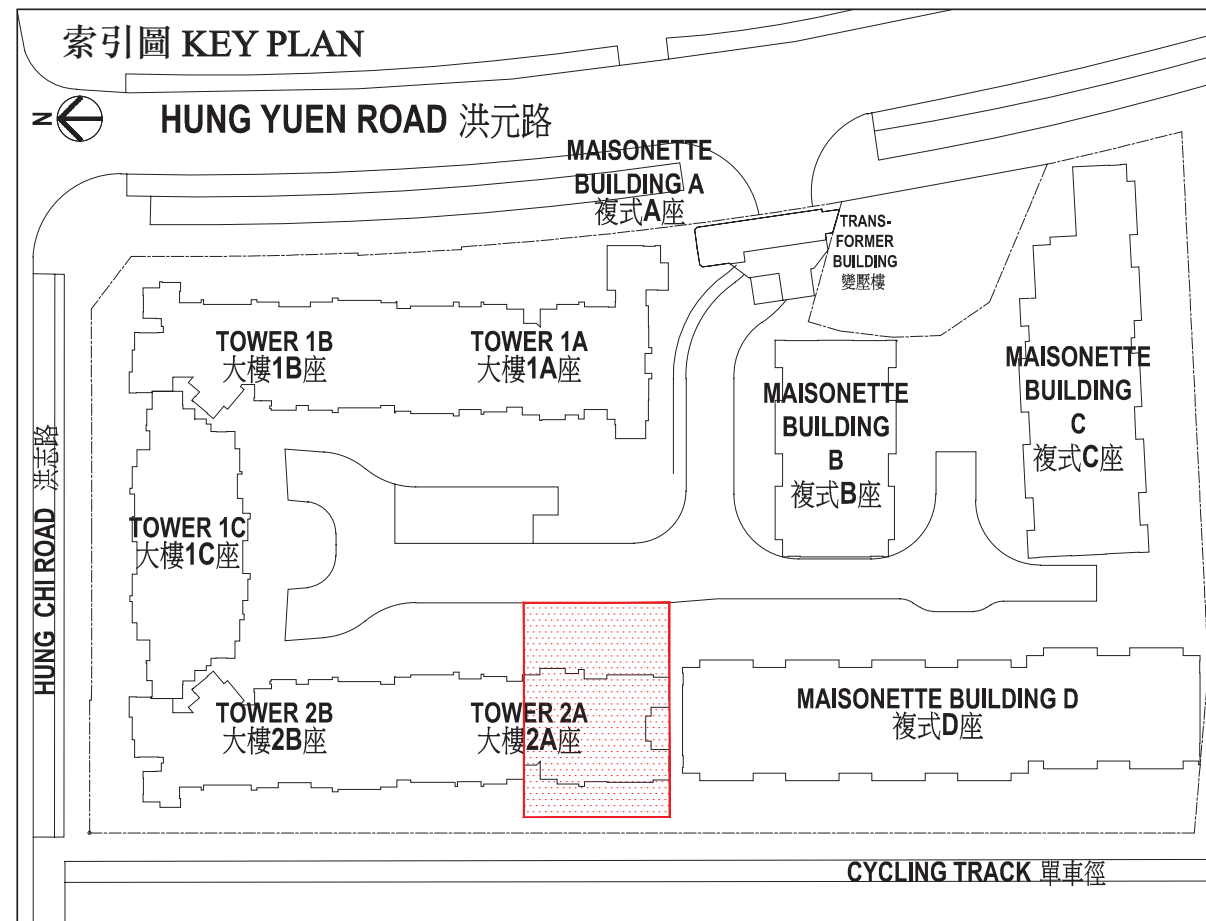 索引圖 KEY PLAN
N
HUNG YUEN ROAD 洪元路
MAISONETTE
BUILDING A
複式A座
TRANS-
FORMER
BUILDING
變壓樓
TOWER 1B
大樓1B座
TOWER 1A
大樓1A座
MAISONETTE
BUILDING
B
複式B座
MAISONETTE
BUILDING
C
複式C座
HUNG CHI ROAD 洪志路
TOWER 1C
大樓1C座
TOWER 2B
大樓2B座
TOWER 2A
大樓2A座
MAISONETTE BUILDING D
複式D座
CYCLING TRACK 單車徑